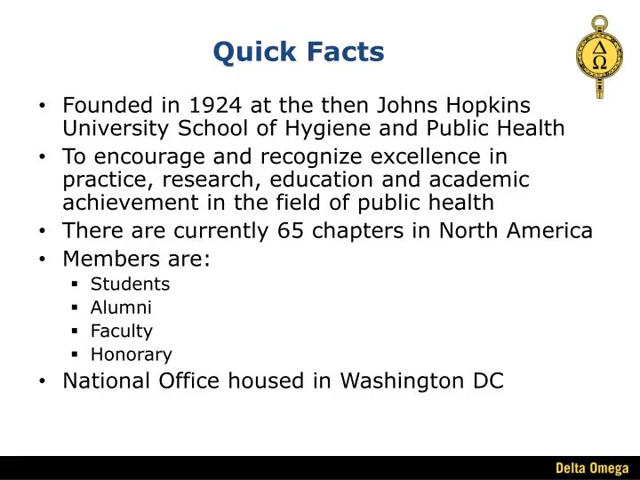 Quick Facts
Δ
Ω
• Founded in 1924 at the then Johns Hopkins
University School of Hygiene and Public Health
• To encourage and recognize excellence in
practice, research, education and academic
achievement in the field of public health
• There are currently 65 chapters in North America
• Members are:
▪ Students
▪ Alumni
▪ Faculty
▪ Honorary
• National Office housed in Washington DC
Delta Omega